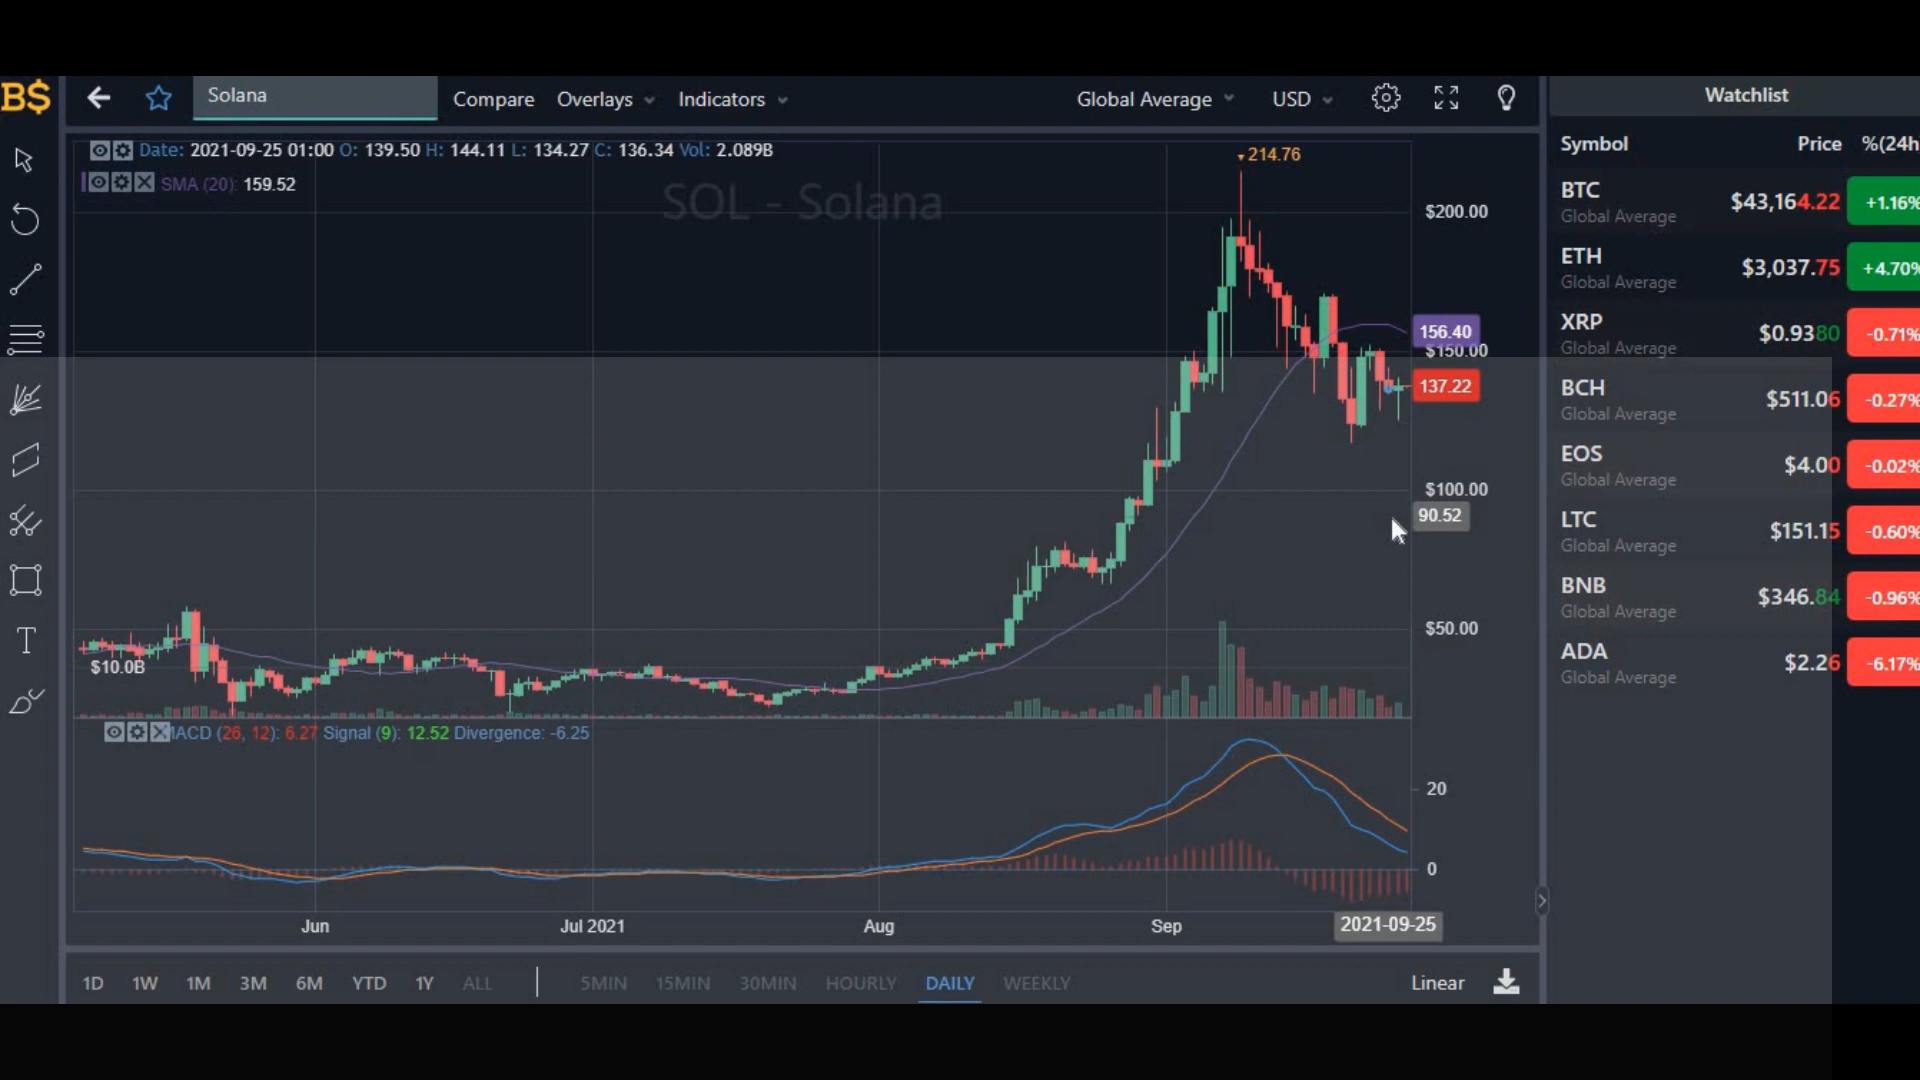 B$
Solana
Compare
Overlays
Indicators
Global Average
USD
Watchlist
Date: 2021-09-25 01:00 O: 139.50 H: 144.11 L: 134.27 C: 136.34 Vol: 2.089B
SMA (20): 159.52
SOL - Solana
214.76
$200.00
156.40
$150.00
137.22
$100.00
90.52
$50.00
$10.0B
MACD (26, 12): 6.27 Signal (9): 12.52 Divergence: -6.25
20
0
Jun
Jul 2021
Aug
Sep
2021-09-25
1D
1W
1M
3M
6M
YTD
1Y
ALL
5MIN
15MIN
30MIN
HOURLY
DAILY
WEEKLY
Linear
Symbol Price %(24h
BTC $43,164.22 +1.16%
Global Average
ETH $3,037.75 +4.70%
Global Average
XRP $0.9380 -0.71%
Global Average
BCH $511.06 -0.27%
Global Average
EOS $4.00 -0.02%
Global Average
LTC $151.15 -0.60%
Global Average
BNB $346.84 -0.96%
Global Average
ADA $2.26 -6.17%
Global Average
T